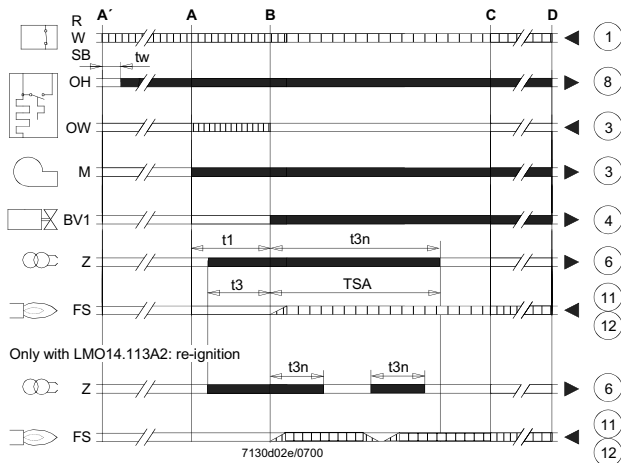 A´ A B C D
R
W 1
SB tw
OH 8
OW 3
M 3
BV1 4
t1 t3n
Z 6
t3 TSA
FS 11
12
Only with LMO14.113A2: re-ignition
t3n t3n
Z 6
FS 11
12
7130d02e/0700